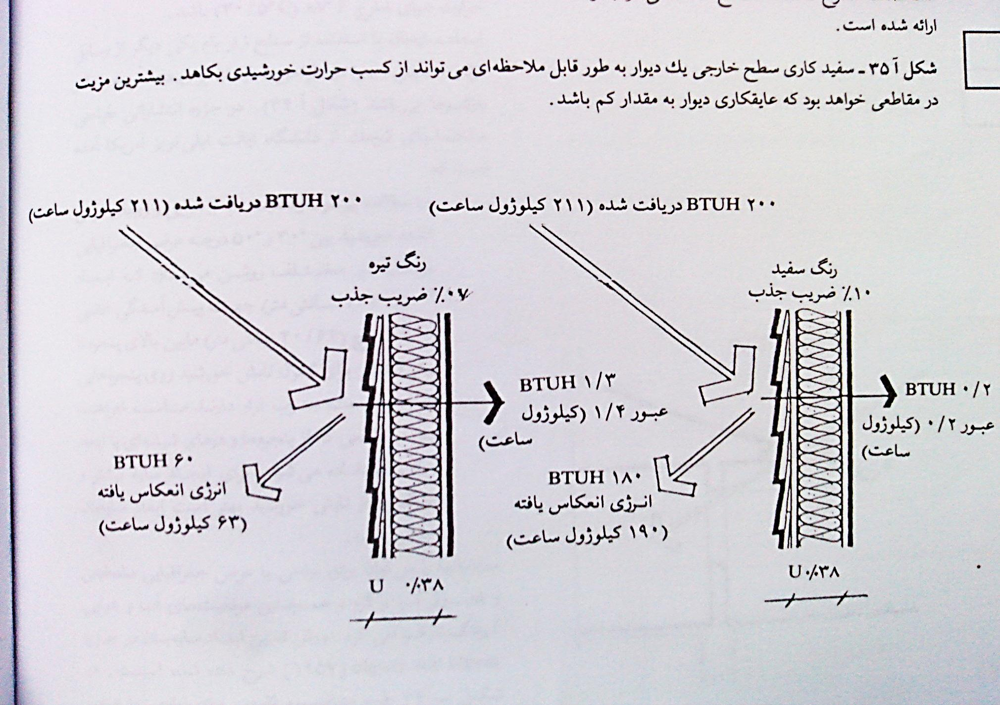 ارائه شده است.
شکل آ ۳۵ ـ سفید کاری سطح خارجی یك دیوار به طور قابل ملاحظه‌ای می تواند از کسب حرارت خورشیدی بکاهد. بیشترین مزیت
در مقاطعی خواهد بود که عایقکاری دیوار به مقدار کم باشد.
۲۰۰ BTUH دریافت شده (۲۱۱ کیلوژول ساعت)
رنگ سفید
۱۰٪ ضریب جذب
BTUH ۰/۲
عبور ۰/۲ (کیلوژول
ساعت)
BTUH ۱۸۰
انرژی انعکاس یافته
(۱۹۰ کیلوژول ساعت)
U ۰٪۳۸
۲۰۰ BTUH دریافت شده (۲۱۱ کیلوژول ساعت)
رنگ تیره
۰۷٪ ضریب جذب
BTUH ۱/۳
عبور ۱/۴ (کیلوژول
ساعت)
BTUH ۶۰
انرژی انعکاس یافته
(۶۳ کیلوژول ساعت)
U ۰٪۳۸